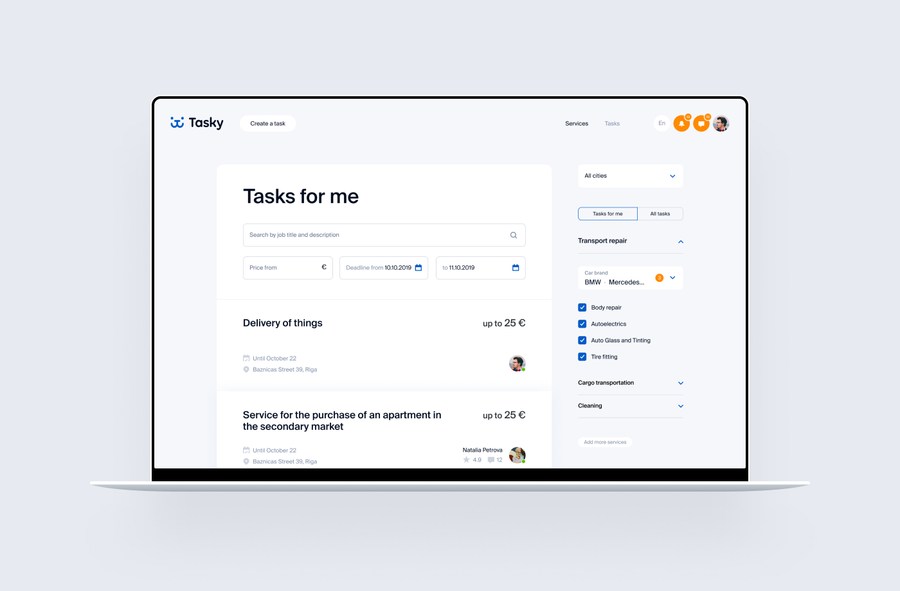 Tasky
Create a task
Services
Tasks
En
Tasks for me
Search by job title and description
Price from €
Deadline from 10.10.2019
to 11.10.2019
Delivery of things
up to 25 €
Until October 22
Baznicas Street 39, Riga
Service for the purchase of an apartment in
the secondary market
up to 25 €
Until October 22
Baznicas Street 39, Riga
Natalia Petrova
4.9
12
All cities
Tasks for me
All tasks
Transport repair
Car brand
BMW · Mercedes...
Body repair
Autoelectrics
Auto Glass and Tinting
Tire fitting
Cargo transportation
Cleaning
Add more services